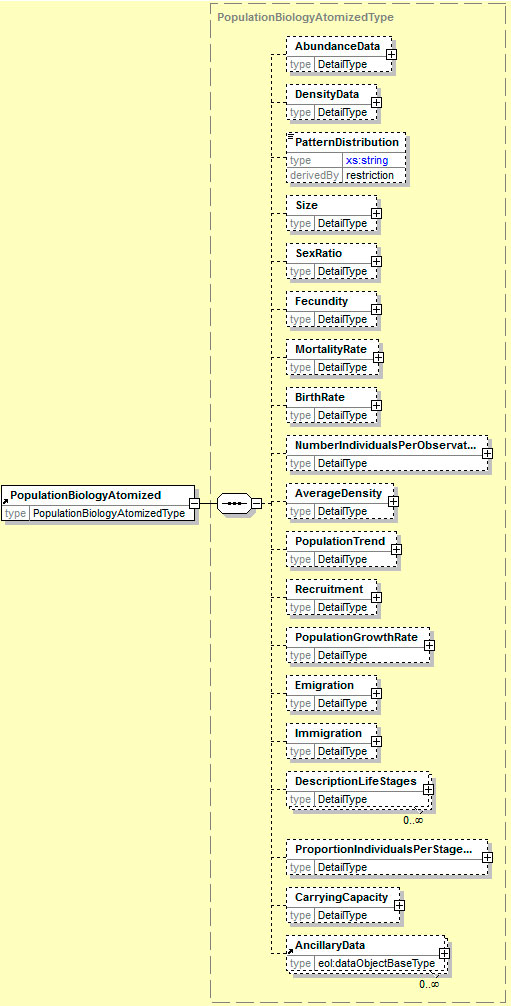 PopulationBiologyAtomizedType
AbundanceData
type DetailType
DensityData
type DetailType
PatternDistribution
type xs:string
derivedBy restriction
Size
type DetailType
SexRatio
type DetailType
Fecundity
type DetailType
MortalityRate
type DetailType
BirthRate
type DetailType
NumberIndividualsPerObservat...
type DetailType
PopulationBiologyAtomized
type PopulationBiologyAtomizedType
AverageDensity
type DetailType
PopulationTrend
type DetailType
Recruitment
type DetailType
PopulationGrowthRate
type DetailType
Emigration
type DetailType
Immigration
type DetailType
DescriptionLifeStages
type DetailType
0..∞
ProportionIndividualsPerStage...
type DetailType
CarryingCapacity
type DetailType
AncillaryData
type eol:dataObjectBaseType
0..∞